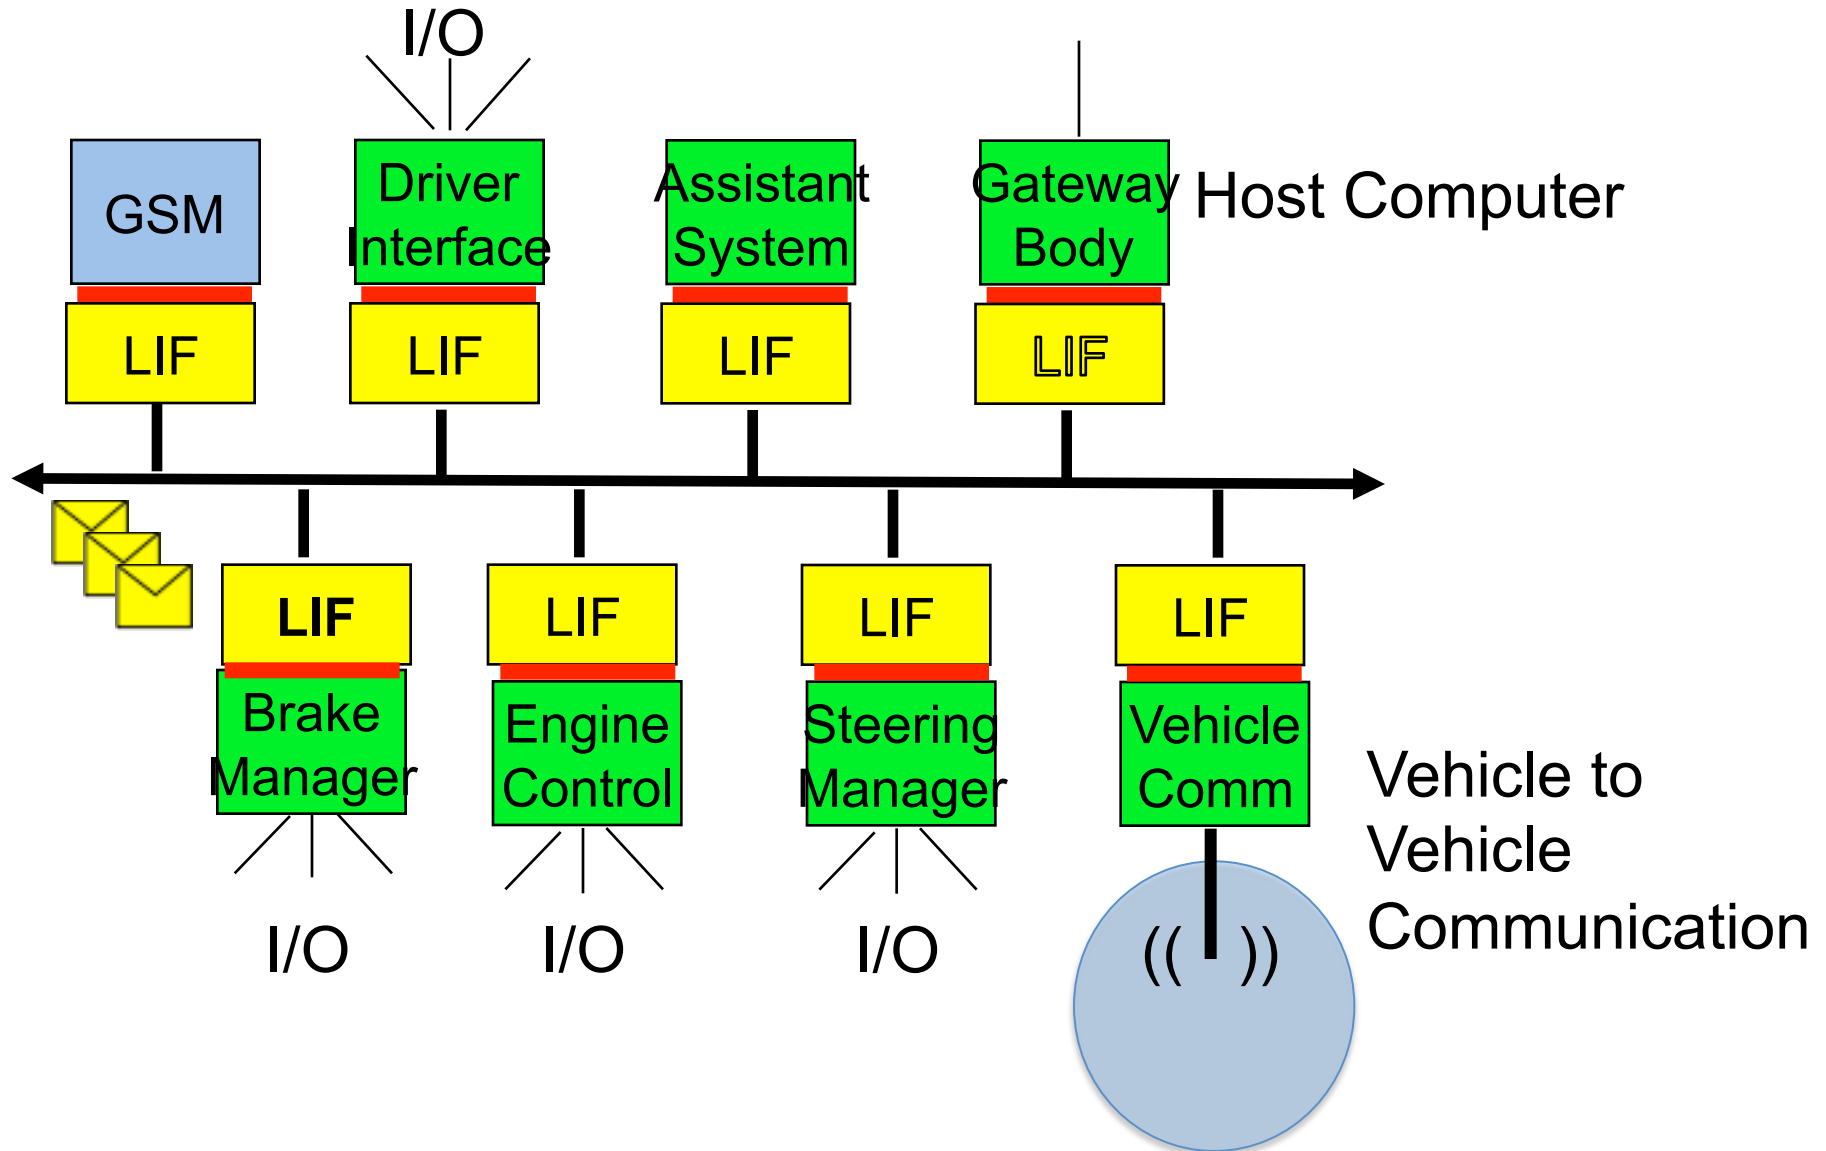 I/O
GSM
Driver
Interface
Assistant
System
Gateway
Body
Host Computer
LIF
LIF
LIF
LIF
LIF
LIF
LIF
LIF
Brake
Manager
Engine
Control
Steering
Manager
Vehicle
Comm
Vehicle to
Vehicle
Communication
I/O
I/O
I/O
(( ))